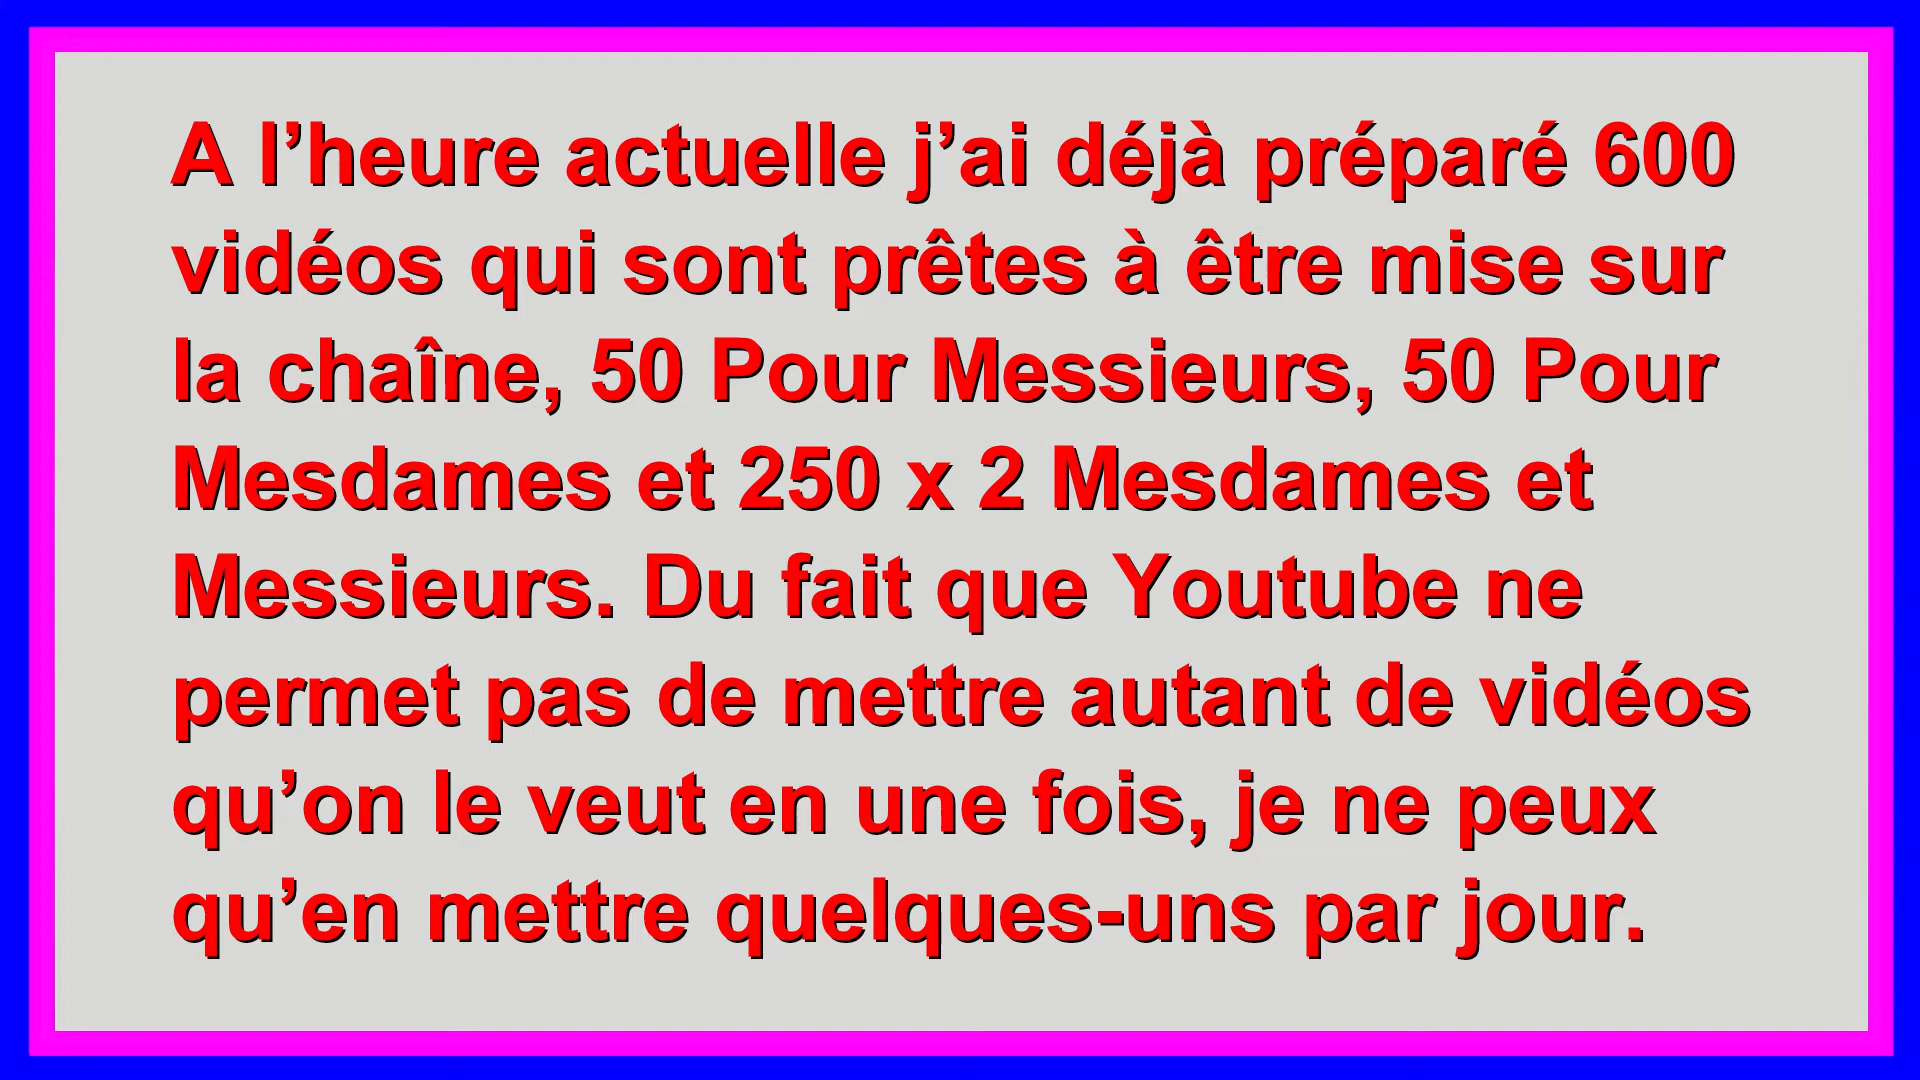 A l’heure actuelle j’ai déjà préparé 600
vidéos qui sont prêtes à être mise sur
la chaîne, 50 Pour Messieurs, 50 Pour
Mesdames et 250 x 2 Mesdames et
Messieurs. Du fait que Youtube ne
permet pas de mettre autant de vidéos
qu’on le veut en une fois, je ne peux
qu’en mettre quelques-uns par jour.